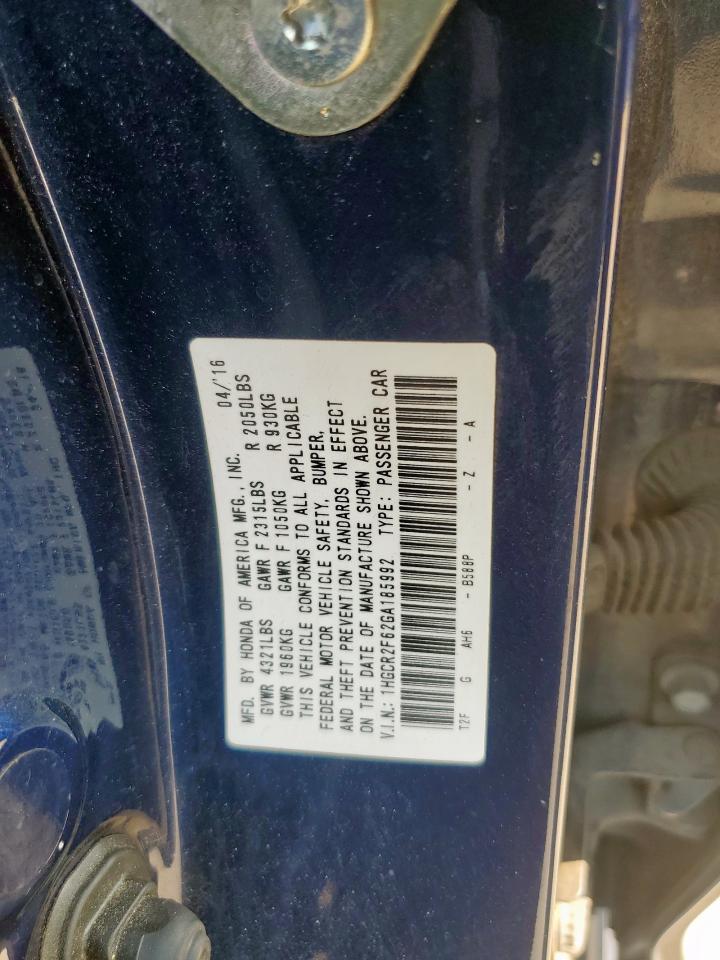 MFD. BY HONDA OF AMERICA MFG., INC. 04/'16
GVWR 4321LBS GAWR F 2315LBS R 2050LBS
GVWR 1960KG GAWR F 1050KG R 930KG
THIS VEHICLE CONFORMS TO ALL APPLICABLE
FEDERAL MOTOR VEHICLE SAFETY, BUMPER,
AND THEFT PREVENTION STANDARDS IN EFFECT
ON THE DATE OF MANUFACTURE SHOWN ABOVE.
V.I.N.: 1HGCR2F62GA185992 TYPE: PASSENGER CAR
T2F G AH6 - B588P - Z - A